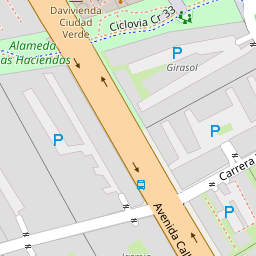 Davivienda
Ciudad
Verde
Ciclovia Cr 33
Alameda
as Haciendas
P
Girasol
P
P
Carrera
P
Avenida Cal